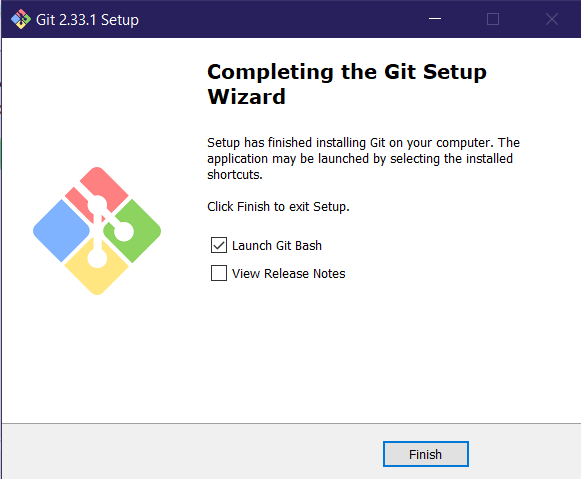 Git 2.33.1 Setup
Completing the Git Setup
Wizard
Setup has finished installing Git on your computer. The
application may be launched by selecting the installed
shortcuts.
Click Finish to exit Setup.
Launch Git Bash
View Release Notes
Finish